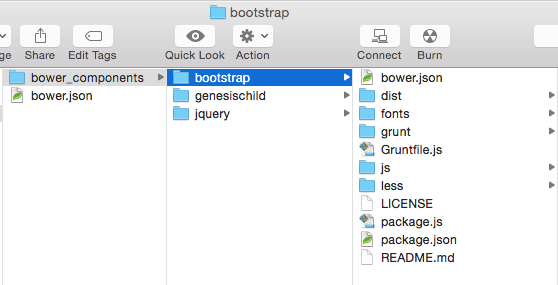 bootstrap
ge Share Edit Tags Quick Look Action Connect Burn
bower_components
bower.json
bootstrap
genesischild
jquery
bower.json
dist
fonts
grunt
Gruntfile.js
js
less
LICENSE
package.js
package.json
README.md